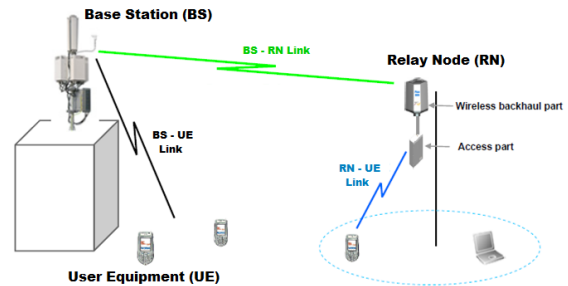 Base Station (BS)
BS - RN Link
Relay Node (RN)
Wireless backhaul part
BS - UE
Link
Access part
RN - UE
Link
User Equipment (UE)